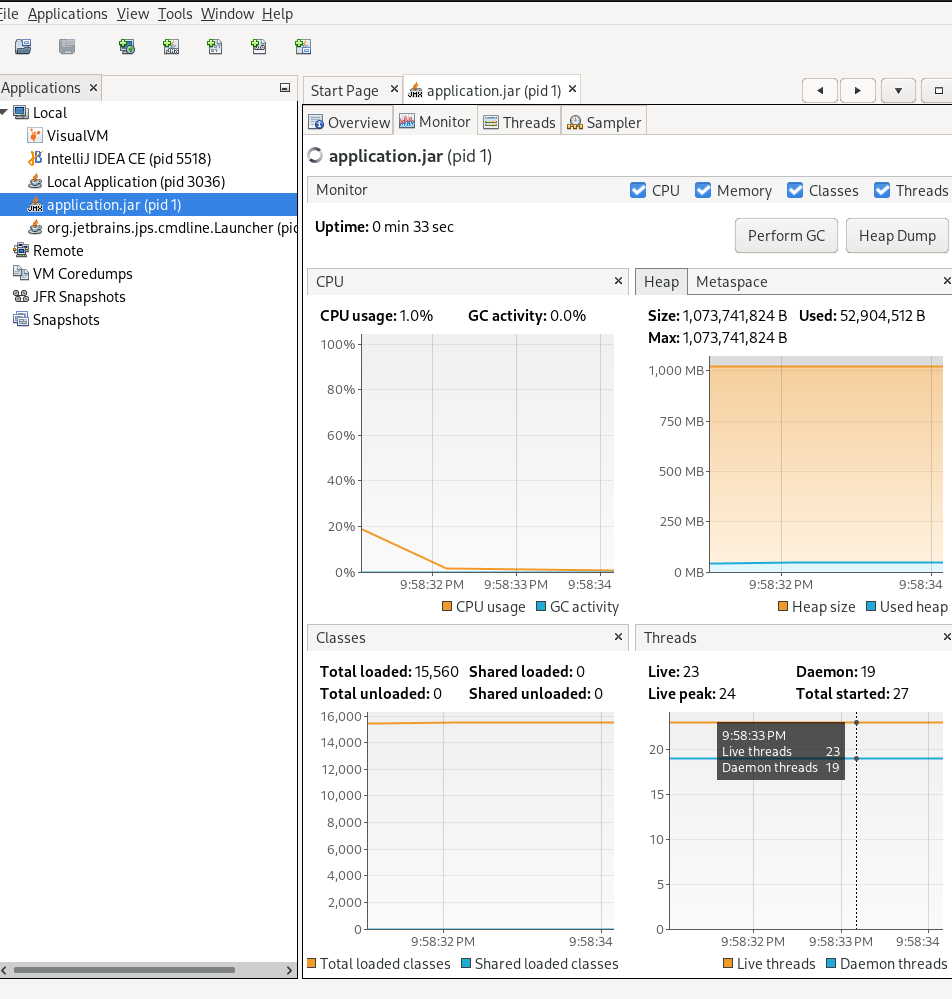 File Applications View Tools Window Help
Applications
Start Page application.jar (pid 1)
Local
VisualVM
IntelliJ IDEA CE (pid 5518)
Local Application (pid 3036)
application.jar (pid 1)
org.jetbrains.jps.cmdline.Launcher (pid
Remote
VM Coredumps
JFR Snapshots
Snapshots
Overview Monitor Threads Sampler
application.jar (pid 1)
Monitor CPU Memory Classes Threads
Uptime: 0 min 33 sec
Perform GC Heap Dump
CPU
CPU usage: 1.0% GC activity: 0.0%
100%
80%
60%
40%
20%
0%
9:58:32 PM 9:58:33 PM 9:58:34
CPU usage GC activity
Heap Metaspace
Size: 1,073,741,824 B Used: 52,904,512 B
Max: 1,073,741,824 B
1,000 MB
750 MB
500 MB
250 MB
0 MB
9:58:32 PM 9:58:34
Heap size Used heap
Classes
Total loaded: 15,560 Shared loaded: 0
Total unloaded: 0 Shared unloaded: 0
16,000
14,000
12,000
10,000
8,000
6,000
4,000
2,000
0
9:58:32 PM 9:58:34
Total loaded classes Shared loaded classes
Threads
Live: 23 Daemon: 19
Live peak: 24 Total started: 27
20
15
10
5
0
9:58:33 PM
Live threads 23
Daemon threads 19
9:58:32 PM 9:58:33 PM 9:58:34
Live threads Daemon threads